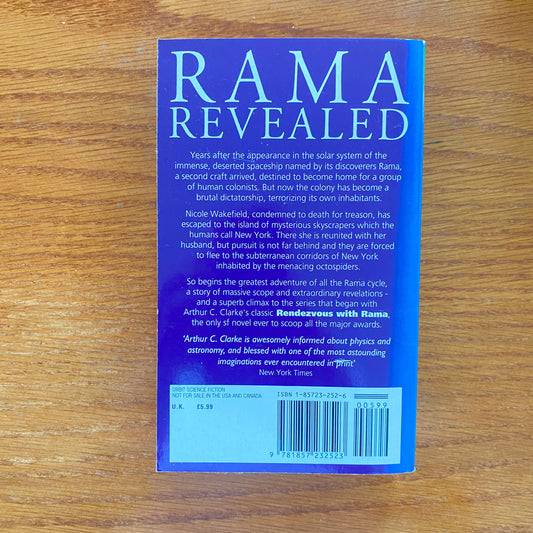 RAMA
REVEALED
Years after the appearance in the solar system of the
immense, deserted spaceship named by its discoverers Rama,
a second craft arrived, destined to become home for a group
of human colonists. But now the colony has become a
brutal dictatorship, terrorizing its own inhabitants.
Nicole Wakefield, condemned to death for treason, has
escaped to the island of mysterious skyscrapers which the
humans call New York. There she is reunited with her
husband, but pursuit is not far behind and they are forced
to flee to the subterranean corridors of New York
inhabited by the menacing octospiders.
So begins the greatest adventure of all the Rama cycle,
a story of massive scope and extraordinary revelations -
and a superb climax to the series that began with
Arthur C. Clarke's classic Rendezvous with Rama,
the only sf novel ever to scoop all the major awards.
'Arthur C. Clarke is awesomely informed about physics and
astronomy, and blessed with one of the most astounding
imaginations ever encountered in print'
New York Times
ORBIT SCIENCE FICTION
NOT FOR SALE IN THE USA AND CANADA
U.K. £5.99
ISBN 1-85723-252-6
00599
9 781857 232523